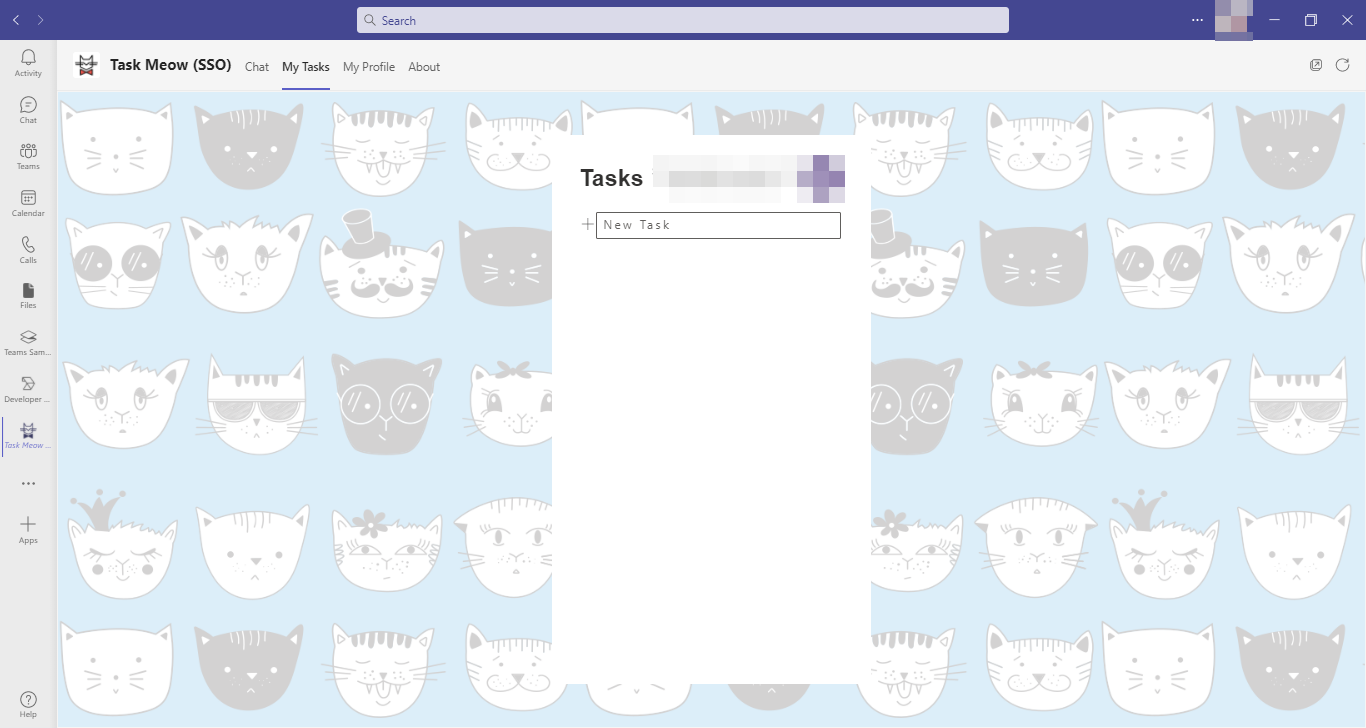 Search
Activity
Chat
Teams
Calendar
Calls
Files
Teams Sam...
Developer ...
Task Meow ...
Apps
Help
Task Meow (SSO) Chat My Tasks My Profile About
Tasks
New Task